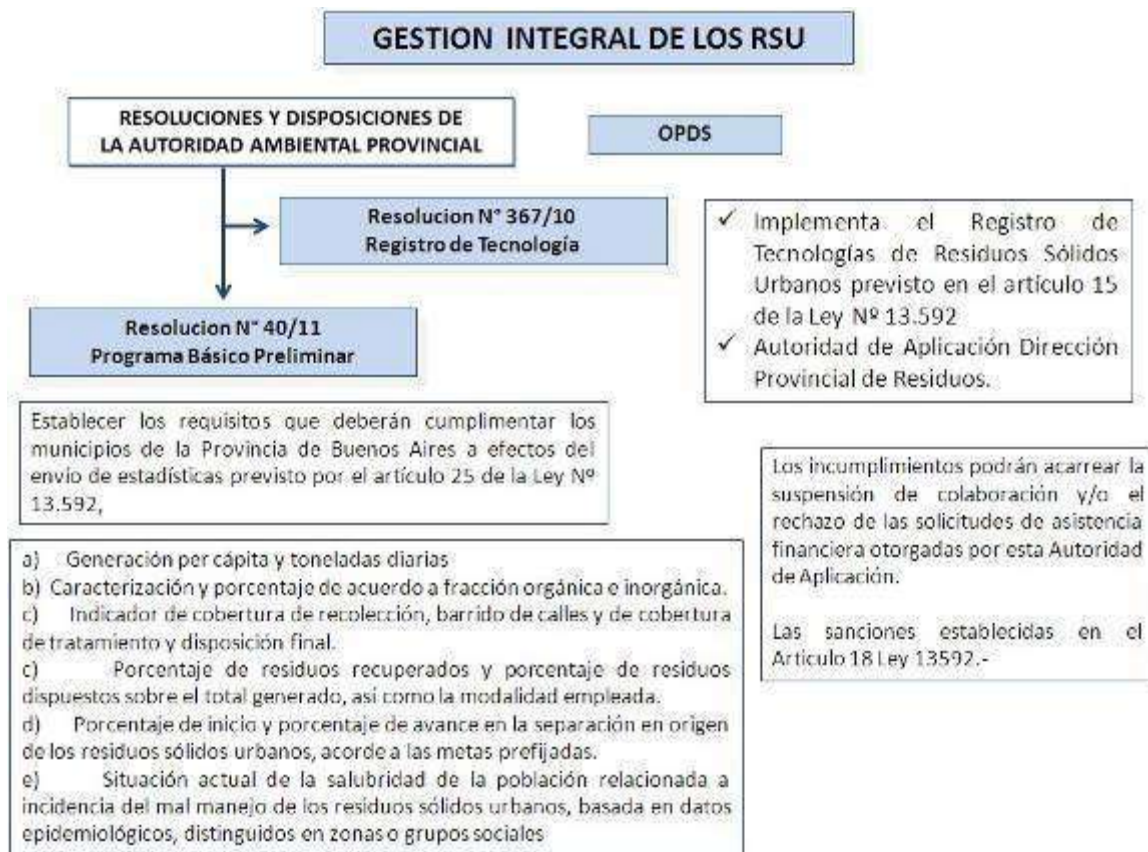 GESTION INTEGRAL DE LOS RSU
RESOLUCIONES Y DISPOSICIONES DE
LA AUTORIDAD AMBIENTAL PROVINCIAL
OPDS
Resolucion N° 367/10
Registro de Tecnología
✓ Implementa el Registro de
Tecnologías de Residuos Sólidos
Urbanos previsto en el artículo 15
de la Ley Nº 13.592
✓ Autoridad de Aplicación Dirección
Provincial de Residuos.
Resolucion N° 40/11
Programa Básico Preliminar
Establecer los requisitos que deberán cumplimentar los
municipios de la Provincia de Buenos Aires a efectos del
envío de estadísticas previsto por el artículo 25 de la Ley Nº
13.592,
Los incumplimientos podrán acarrear la
suspensión de colaboración y/o el
rechazo de las solicitudes de asistencia
financiera otorgadas por esta Autoridad
de Aplicación.
Las sanciones establecidas en el
Articulo 18 Ley 13592.-
a) Generación per cápita y toneladas diarias
b) Caracterización y porcentaje de acuerdo a fracción orgánica e inorgánica.
c) Indicador de cobertura de recolección, barrido de calles y de cobertura
de tratamiento y disposición final.
c) Porcentaje de residuos recuperados y porcentaje de residuos
dispuestos sobre el total generado, así como la modalidad empleada.
d) Porcentaje de inicio y porcentaje de avance en la separación en origen
de los residuos sólidos urbanos, acorde a las metas prefijadas.
e) Situación actual de la salubridad de la población relacionada a
incidencia del mal manejo de los residuos sólidos urbanos, basada en datos
epidemiológicos, distinguidos en zonas o grupos sociales